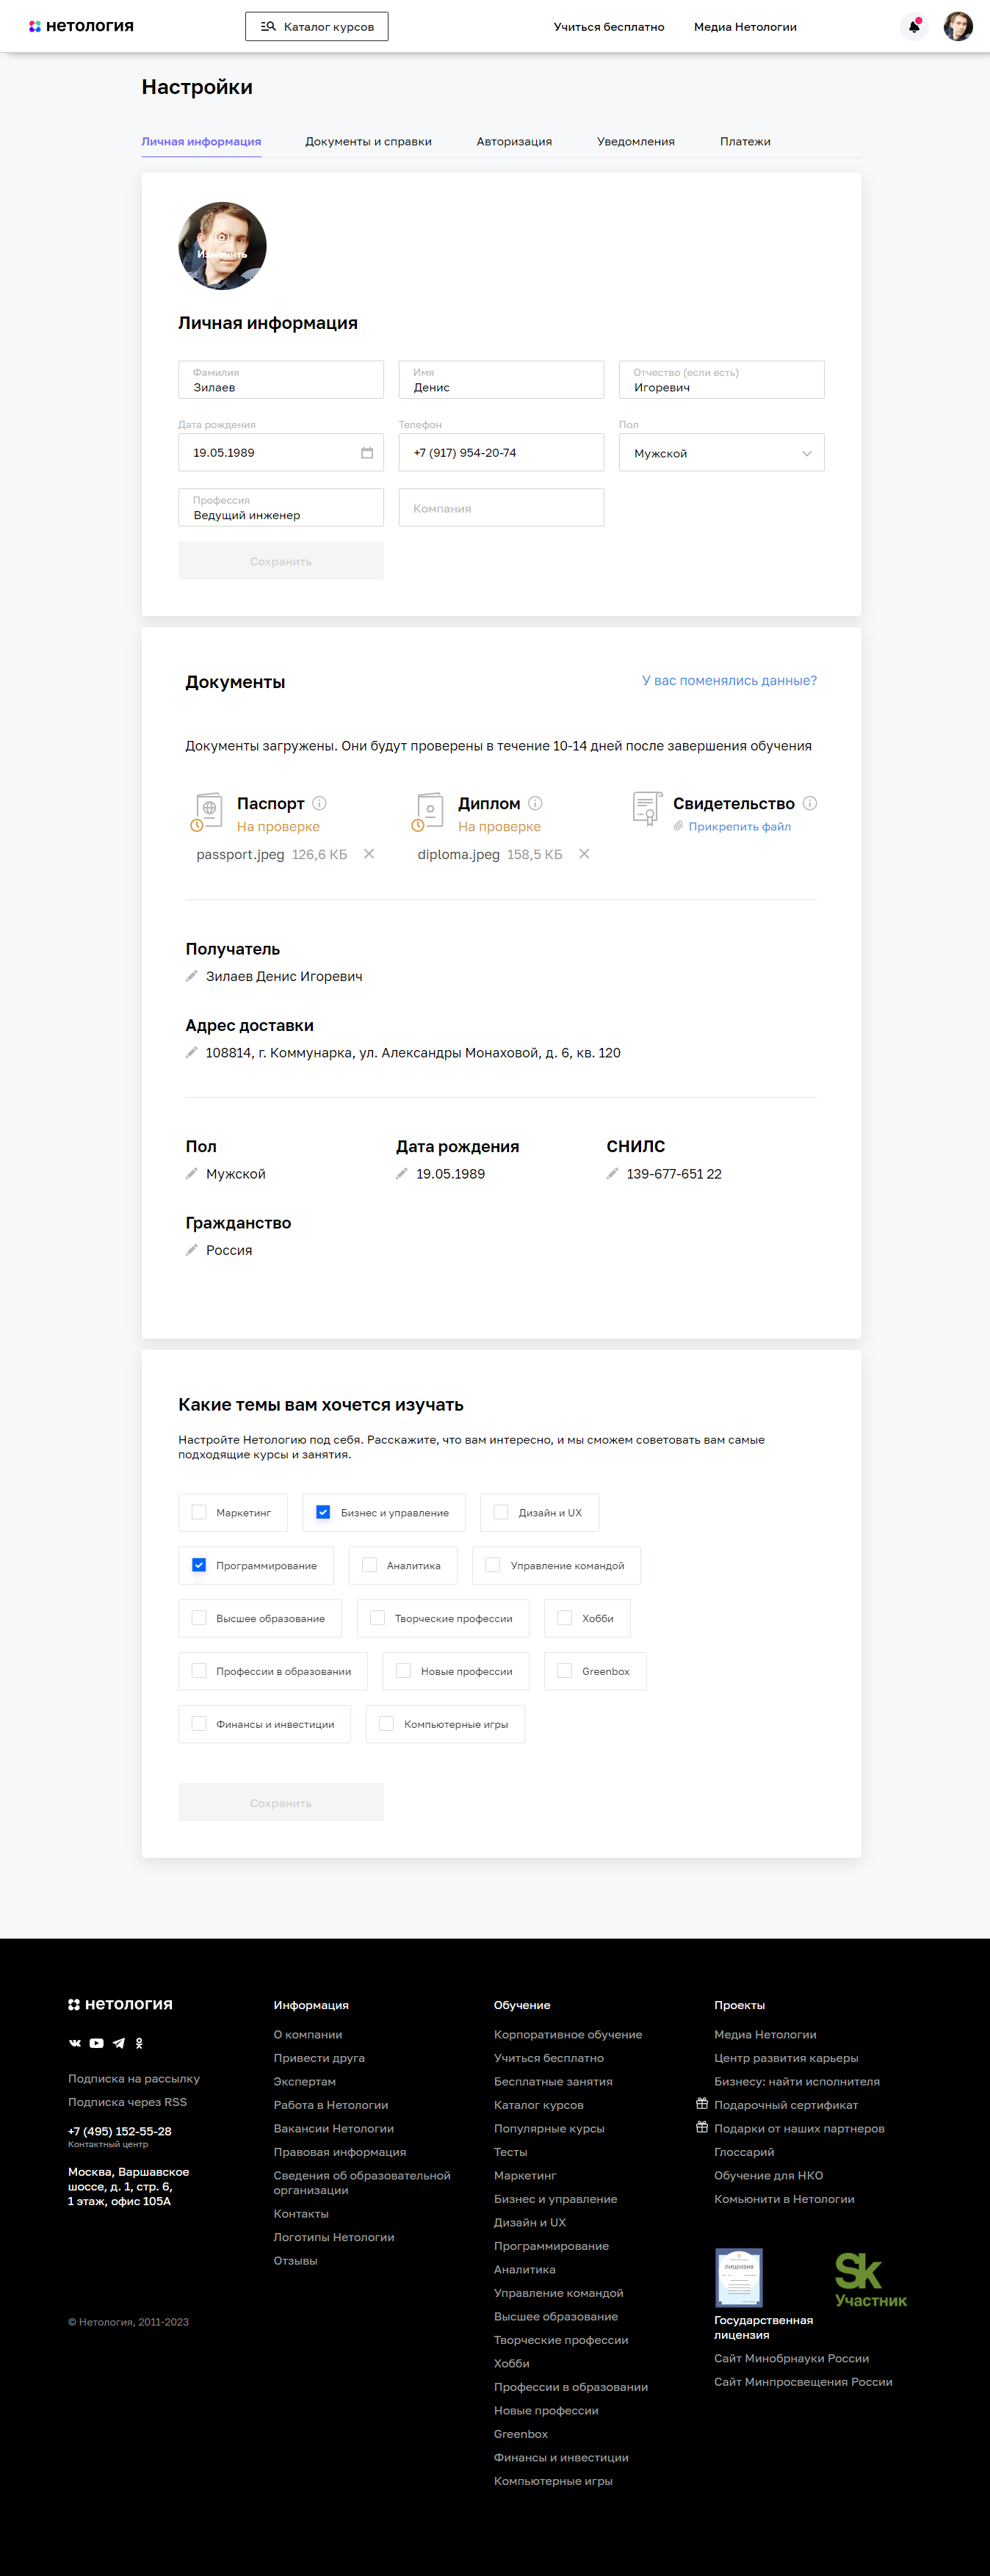 нетология
Каталог курсов
Учиться бесплатно
Медиа Нетологии
Настройки
Личная информация
Документы и справки
Авторизация
Уведомления
Платежи
Изменить
Личная информация
Фамилия
Зилаев
Имя
Денис
Отчество (если есть)
Игоревич
Дата рождения
19.05.1989
Телефон
+7 (917) 954-20-74
Пол
Мужской
Профессия
Ведущий инженер
Компания
Сохранить
Документы
У вас поменялись данные?
Документы загружены. Они будут проверены в течение 10-14 дней после завершения обучения
Паспорт
На проверке
passport.jpeg 126,6 КБ
Диплом
На проверке
diploma.jpeg 158,5 КБ
Свидетельство
Прикрепить файл
Получатель
Зилаев Денис Игоревич
Адрес доставки
108814, г. Коммунарка, ул. Александры Монаховой, д. 6, кв. 120
Пол
Мужской
Дата рождения
19.05.1989
СНИЛС
139-677-651 22
Гражданство
Россия
Какие темы вам хочется изучать
Настройте Нетологию под себя. Расскажите, что вам интересно, и мы сможем советовать вам самые
подходящие курсы и занятия.
Маркетинг
Бизнес и управление
Дизайн и UX
Программирование
Аналитика
Управление командой
Высшее образование
Творческие профессии
Хобби
Профессии в образовании
Новые профессии
Greenbox
Финансы и инвестиции
Компьютерные игры
Сохранить
нетология
Подписка на рассылку
Подписка через RSS
+7 (495) 152-55-28
Контактный центр
Москва, Варшавское
шоссе, д. 1, стр. 6,
1 этаж, офис 105А
© Нетология, 2011-2023
Информация
О компании
Привести друга
Экспертам
Работа в Нетологии
Вакансии Нетологии
Правовая информация
Сведения об образовательной
организации
Контакты
Логотипы Нетологии
Отзывы
Обучение
Корпоративное обучение
Учиться бесплатно
Бесплатные занятия
Каталог курсов
Популярные курсы
Тесты
Маркетинг
Бизнес и управление
Дизайн и UX
Программирование
Аналитика
Управление командой
Высшее образование
Творческие профессии
Хобби
Профессии в образовании
Новые профессии
Greenbox
Финансы и инвестиции
Компьютерные игры
Проекты
Медиа Нетологии
Центр развития карьеры
Бизнесу: найти исполнителя
Подарочный сертификат
Подарки от наших партнеров
Глоссарий
Обучение для НКО
Комьюнити в Нетологии
ЛИЦЕНЗИЯ
Государственная
лицензия
Sk
Участник
Сайт Минобрнауки России
Сайт Минпросвещения России